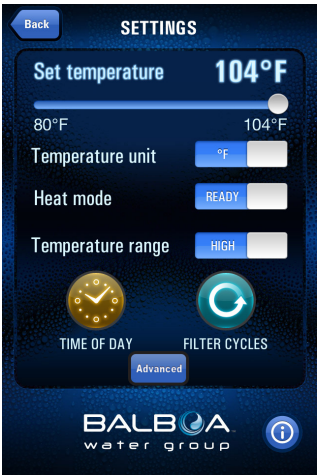 Back
SETTINGS
Set temperature 104°F
80°F 104°F
Temperature unit °F
Heat mode READY
Temperature range HIGH
TIME OF DAY FILTER CYCLES
Advanced
BALBOA
water group
i